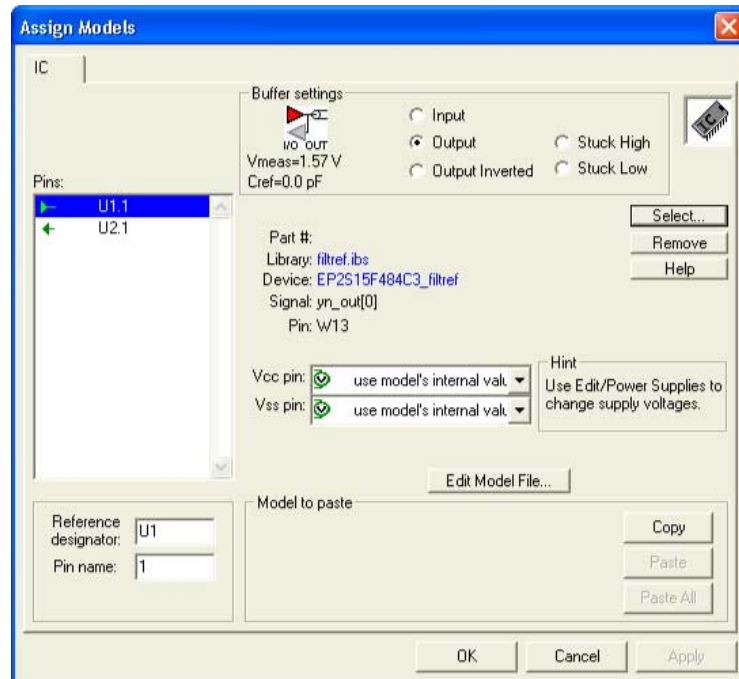 Assign Models
IC
Pins:
U1.1
U2.1
Buffer settings
I/O OUT
Vmeas=1.57 V
Cref=0.0 pF
Input
Output
Output Inverted
Stuck High
Stuck Low
IC
Select...
Remove
Help
Part #:
Library: filtref.ibs
Device: EP2S15F484C3_filtref
Signal: yn_out[0]
Pin: W13
Vcc pin: use model's internal valu
Vss pin: use model's internal valu
Hint
Use Edit/Power Supplies to
change supply voltages.
Edit Model File...
Reference
designator: U1
Pin name: 1
Model to paste
Copy
Paste
Paste All
OK Cancel Apply